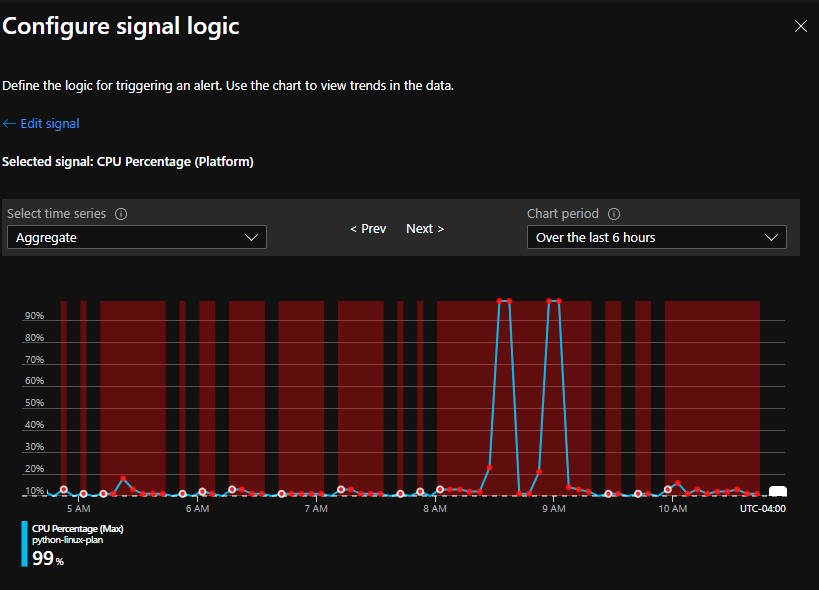 Configure signal logic
Define the logic for triggering an alert. Use the chart to view trends in the data.
← Edit signal
Selected signal: CPU Percentage (Platform)
Select time series
Chart period
Aggregate
< Prev Next >
Over the last 6 hours
90%
80%
70%
60%
50%
40%
30%
20%
10%
5 AM 6 AM 7 AM 8 AM 9 AM 10 AM UTC-04:00
CPU Percentage (Max)
python-linux-plan
99 %